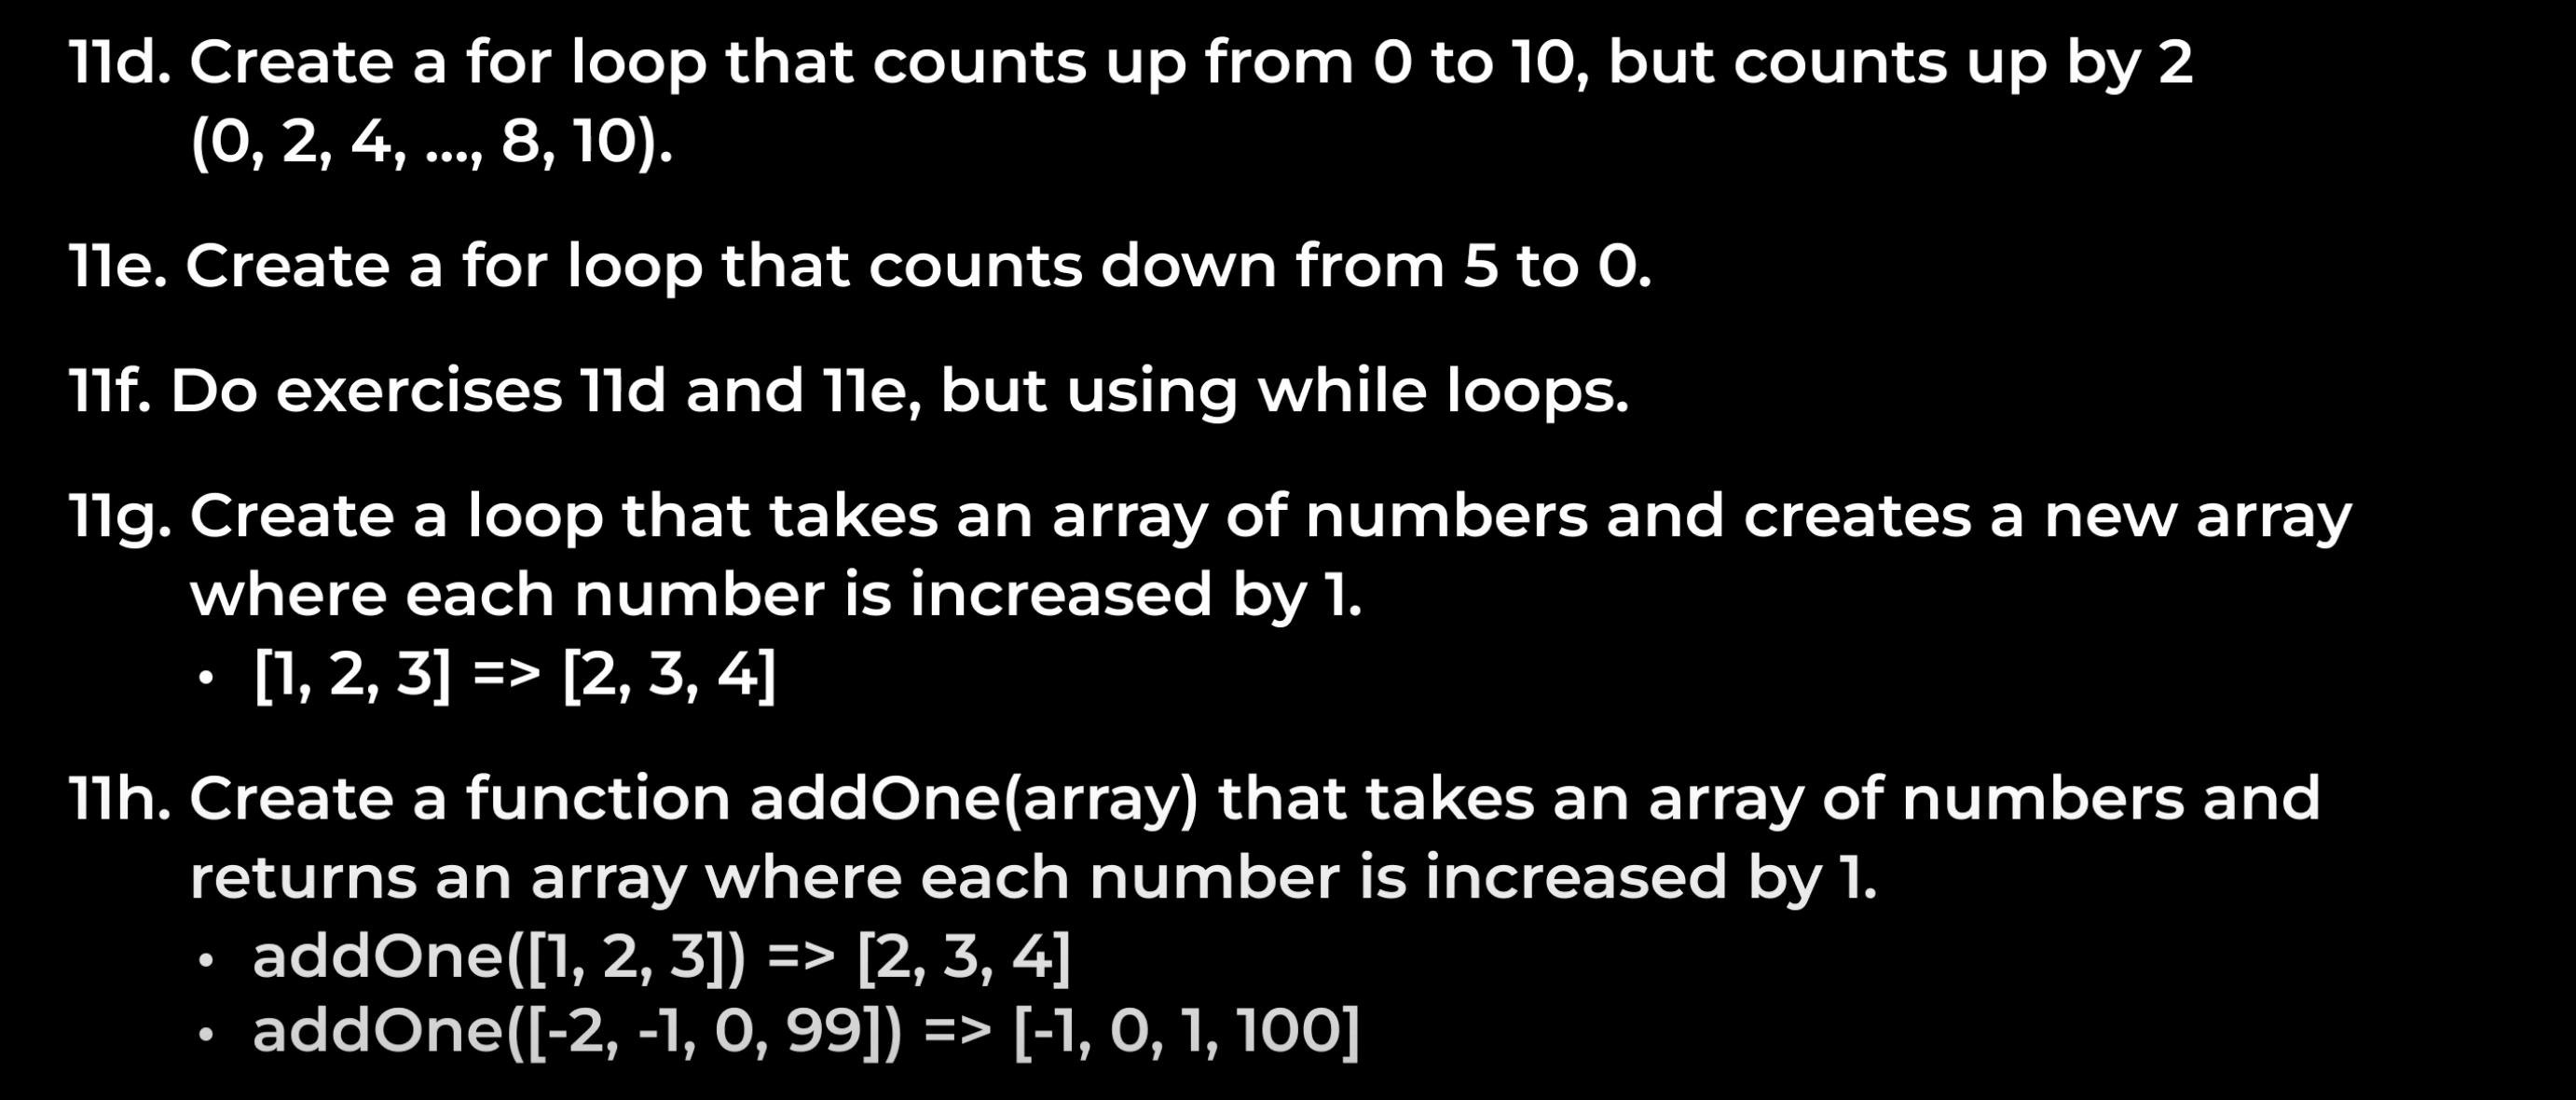 11d. Create a for loop that counts up from 0 to 10, but counts up by 2
(0, 2, 4, ..., 8, 10).
11e. Create a for loop that counts down from 5 to 0.
11f. Do exercises 11d and 11e, but using while loops.
11g. Create a loop that takes an array of numbers and creates a new array
where each number is increased by 1.
• [1, 2, 3] => [2, 3, 4]
11h. Create a function addOne(array) that takes an array of numbers and
returns an array where each number is increased by 1.
• addOne([1, 2, 3]) => [2, 3, 4]
• addOne([-2, -1, 0, 99]) => [-1, 0, 1, 100]